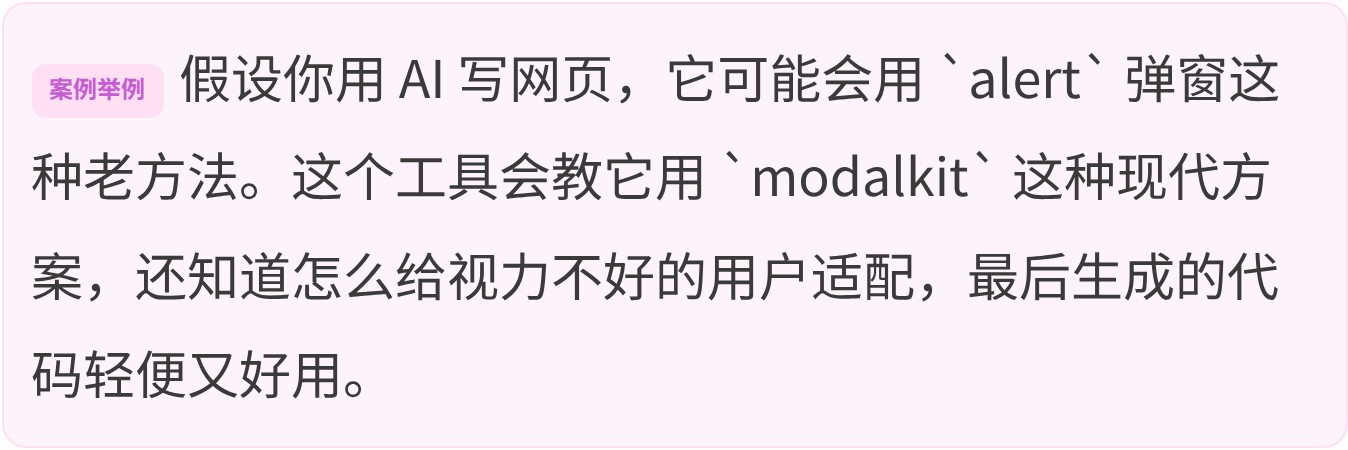 案例举例 假设你用 AI 写网页，它可能会用 `alert` 弹窗这
种老方法。这个工具会教它用 `modalkit` 这种现代方
案，还知道怎么给视力不好的用户适配，最后生成的代
码轻便又好用。